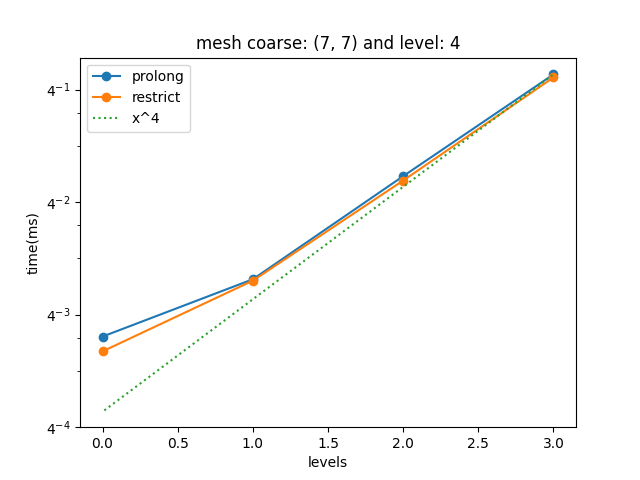 mesh coarse: (7, 7) and level: 4
prolong
restrict
x^4
time(ms)
4⁻¹
4⁻²
4⁻³
4⁻⁴
0.0 0.5 1.0 1.5 2.0 2.5 3.0
levels